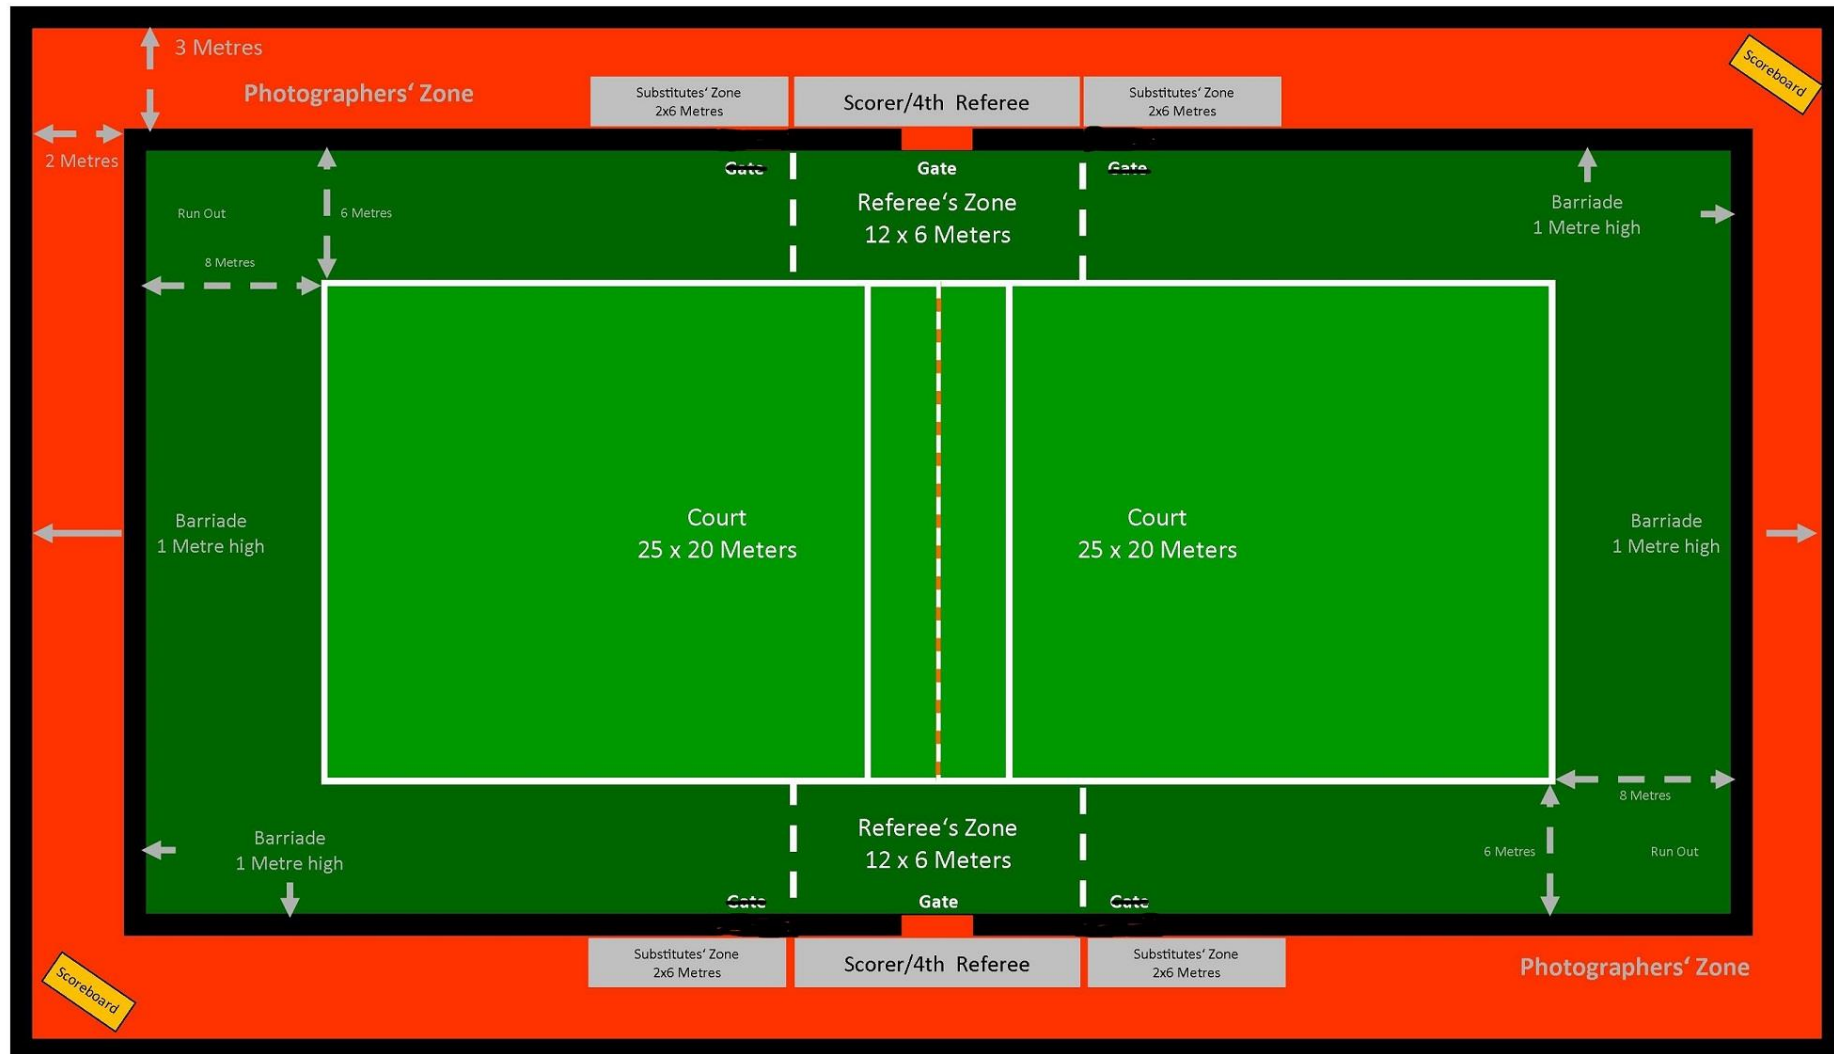 3 Metres
Photographers‘ Zone
Scoreboard
Substitutes‘ Zone
2x6 Metres
Scorer/4th Referee
Substitutes‘ Zone
2x6 Metres
2 Metres
Gate
Gate
Gate
Run Out
6 Metres
Referee‘s Zone
12 x 6 Meters
Barriade
1 Metre high
8 Metres
Barriade
1 Metre high
Court
25 x 20 Meters
Court
25 x 20 Meters
Barriade
1 Metre high
8 Metres
Barriade
1 Metre high
Referee‘s Zone
12 x 6 Meters
6 Metres
Run Out
Gate
Gate
Gate
Substitutes‘ Zone
2x6 Metres
Scorer/4th Referee
Substitutes‘ Zone
2x6 Metres
Photographers‘ Zone
Scoreboard